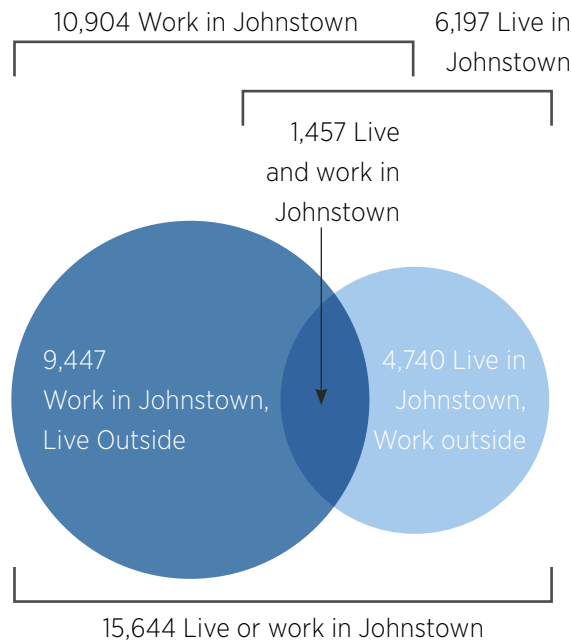 10,904 Work in Johnstown
6,197 Live in
Johnstown
1,457 Live
and work in
Johnstown
9,447
Work in Johnstown,
Live Outside
4,740 Live in
Johnstown,
Work outside
15,644 Live or work in Johnstown